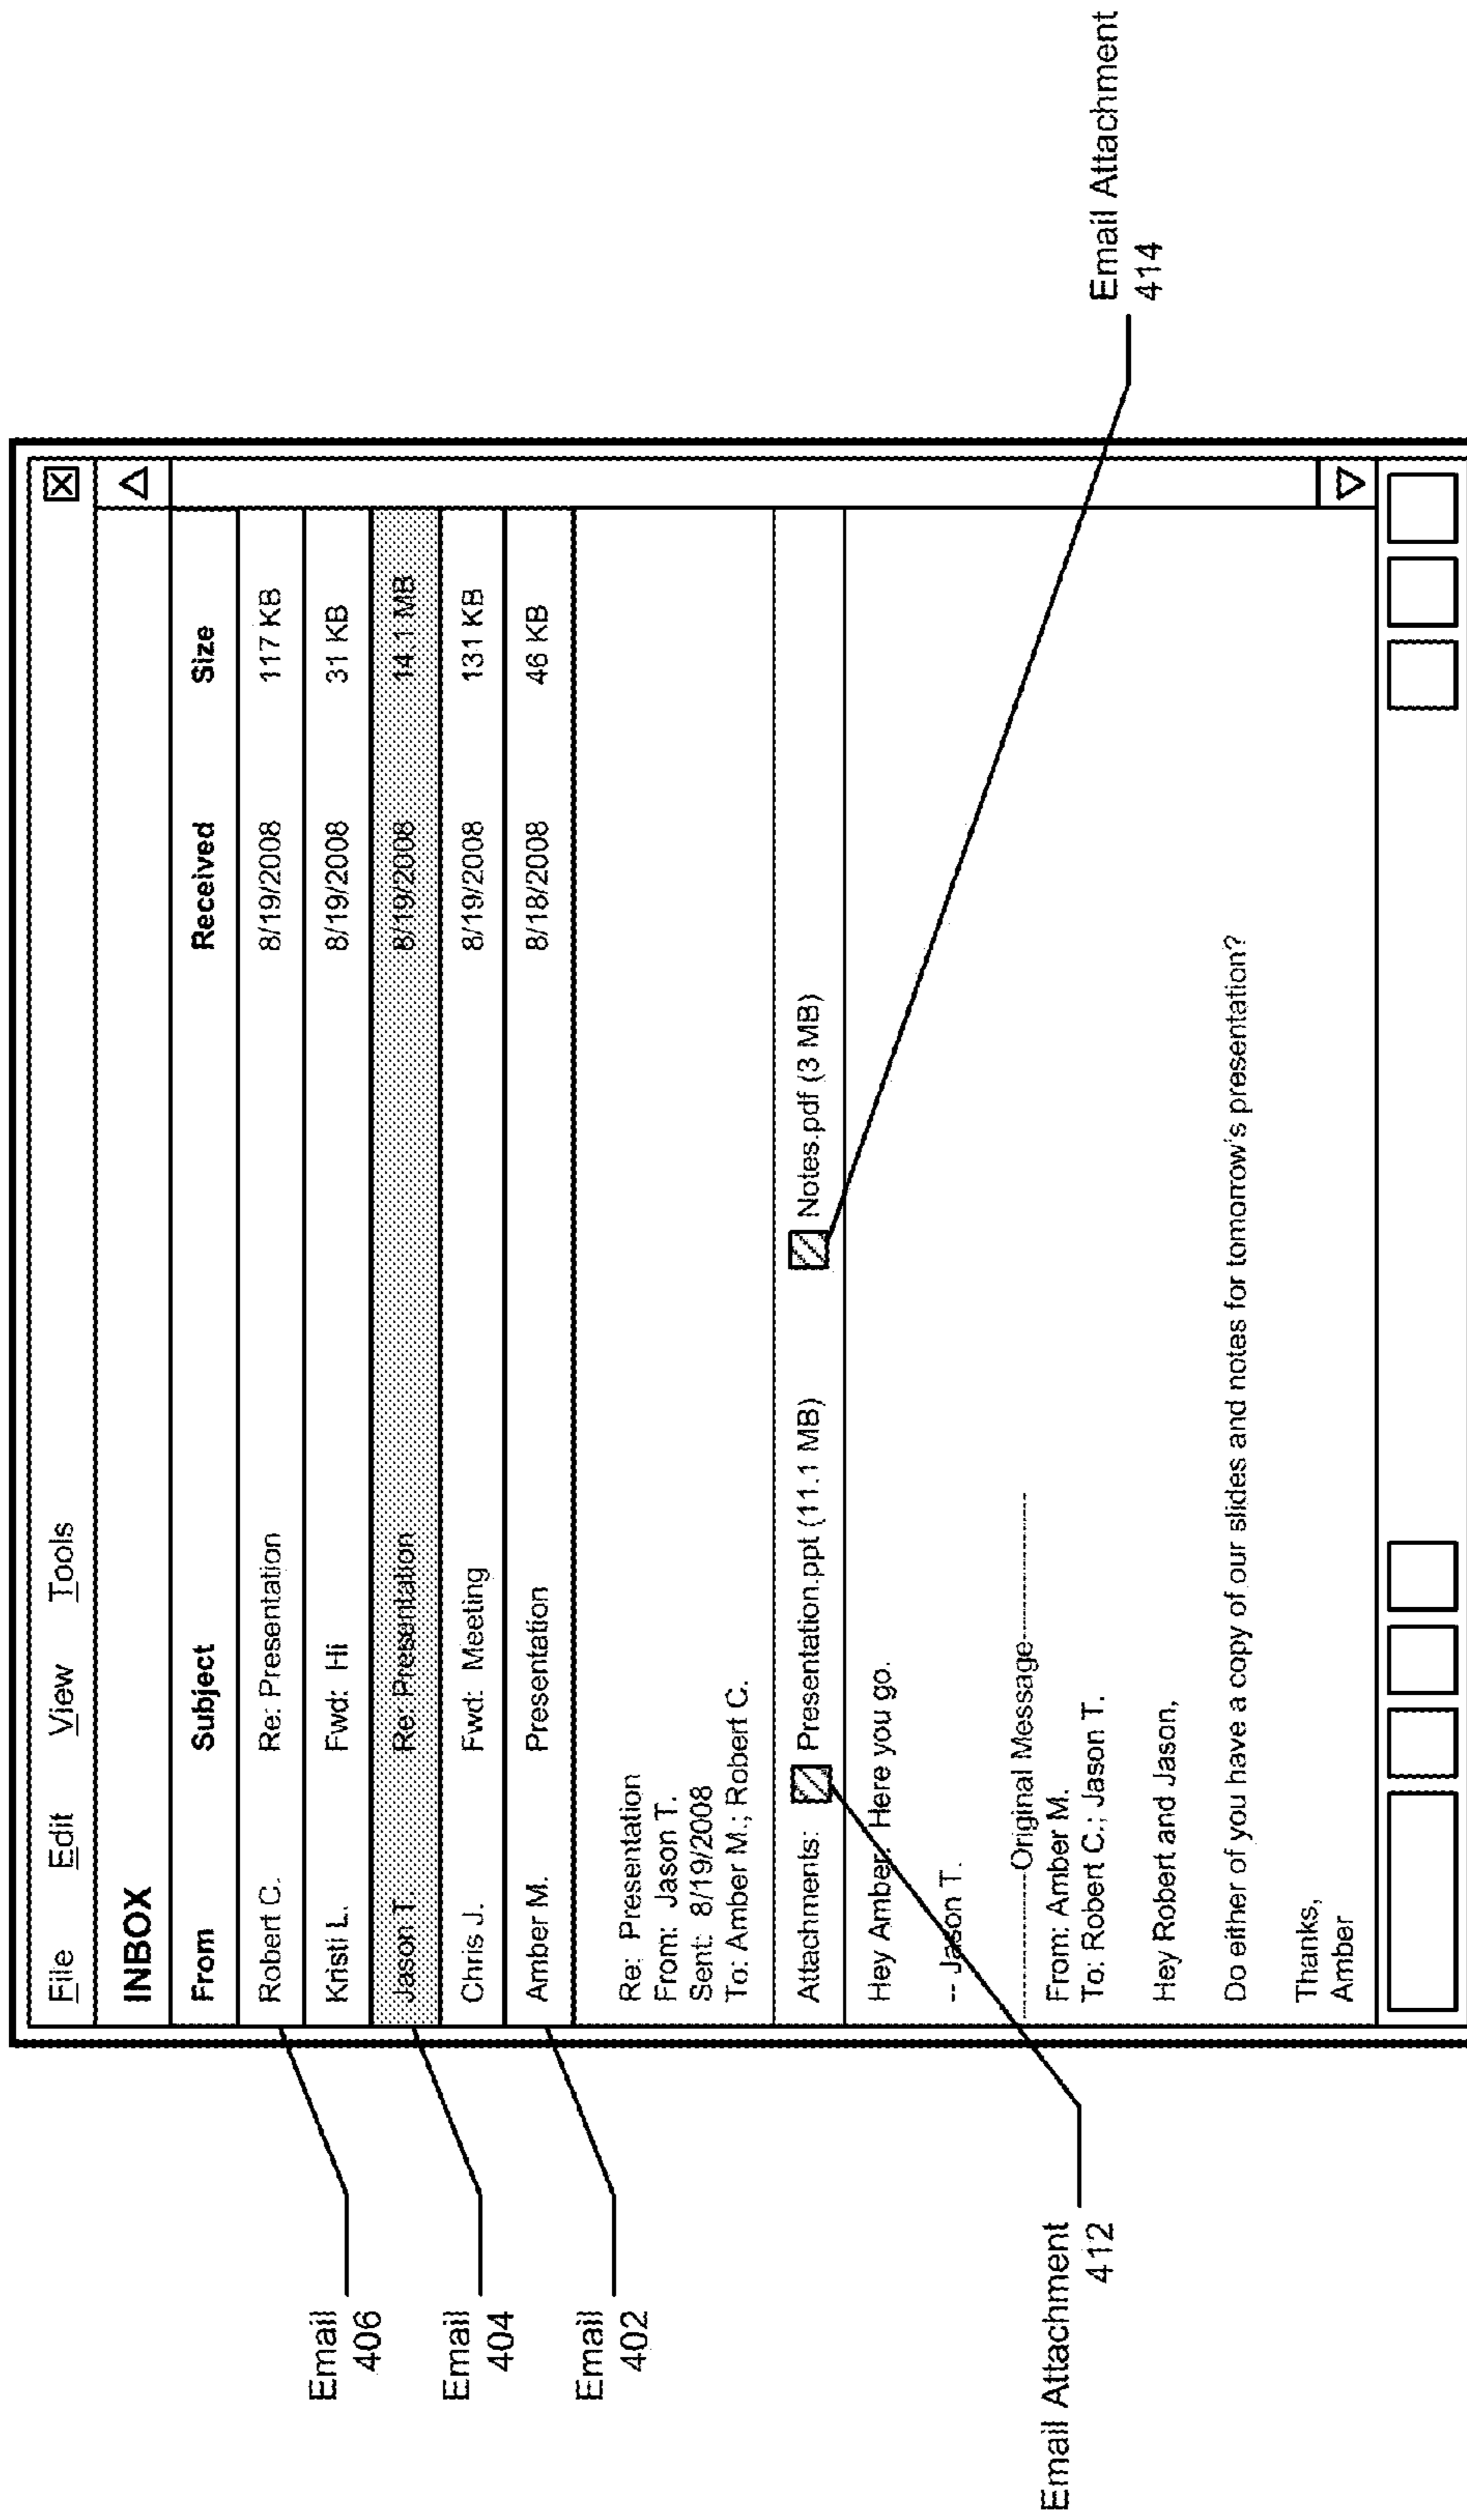 File Edit View Tools
INBOX
From Subject Received Size
Robert C. Re: Presentation 8/19/2008 117 KB
Kristi L. Fwd: Hi 8/19/2008 31 KB
Jason T. Re: Presentation 8/19/2008 14.1 MB
Chris J. Fwd: Meeting 8/19/2008 131 KB
Amber M. Presentation 8/18/2008 46 KB
Re: Presentation
From: Jason T.
Sent: 8/19/2008
To: Amber M.; Robert C.
Attachments: Presentation.ppt (11.1 MB) Notes.pdf (3 MB)
Hey Amber. Here you go.
-- Jason T.
----------Original Message----------
From: Amber M.
To: Robert C.; Jason T.
Hey Robert and Jason,
Do either of you have a copy of our slides and notes for tomorrow's presentation?
Thanks,
Amber
Email
406
Email
404
Email
402
Email Attachment
412
Email Attachment
414